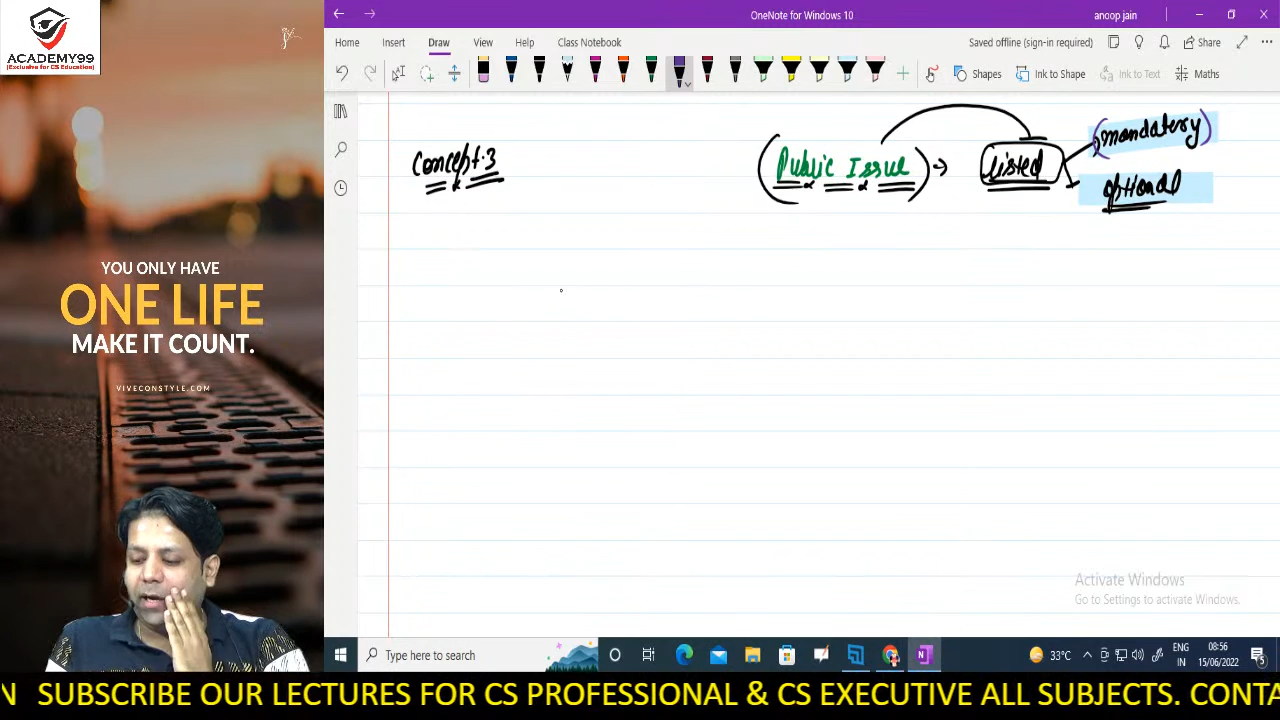 ACADEMY99
(Exclusive for CS Education)
YOU ONLY HAVE
ONE LIFE
MAKE IT COUNT.
VIVECONSTYLE.COM
OneNote for Windows 10
anoop jain
Home Insert Draw View Help Class Notebook
Saved offline (sign-in required) Share
Shapes Ink to Shape Ink to Text Maths
Concept.3
(Public Issue) → Listed
(mandatory)
optional
Activate Windows
Go to Settings to activate Windows.
Type here to search
33°C
ENG
IN
08:56
15/06/2022
5
N SUBSCRIBE OUR LECTURES FOR CS PROFESSIONAL & CS EXECUTIVE ALL SUBJECTS. CONTA